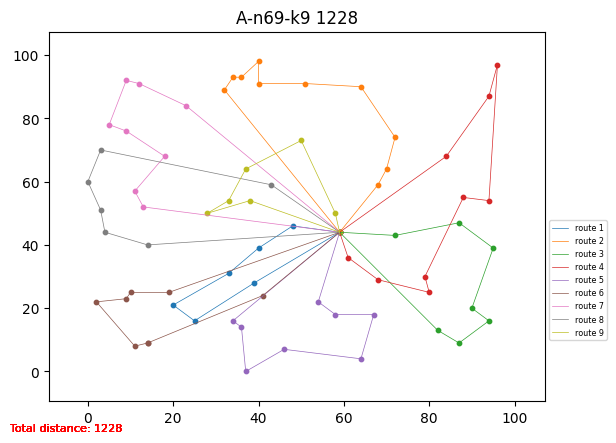 A-n69-k9 1228
100
80
60
40
20
0
0
20
40
60
80
100
route 1
route 2
route 3
route 4
route 5
route 6
route 7
route 8
route 9
Total distance: 1228